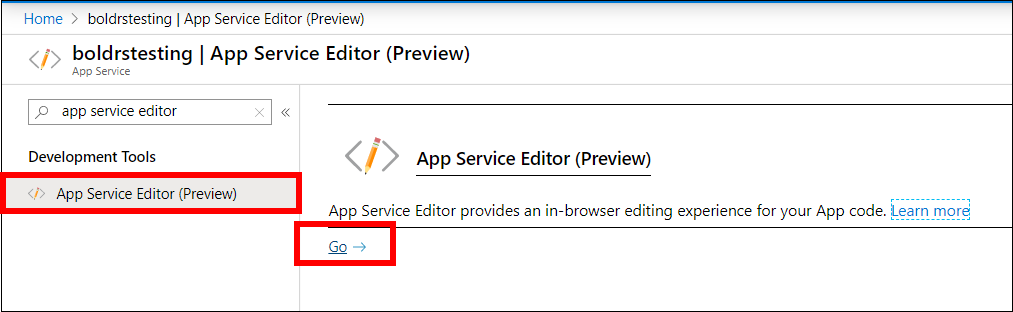 Home > boldrstesting | App Service Editor (Preview)
boldrstesting | App Service Editor (Preview)
App Service
app service editor
Development Tools
App Service Editor (Preview)
App Service Editor (Preview)
App Service Editor provides an in-browser editing experience for your App code. Learn more
Go →